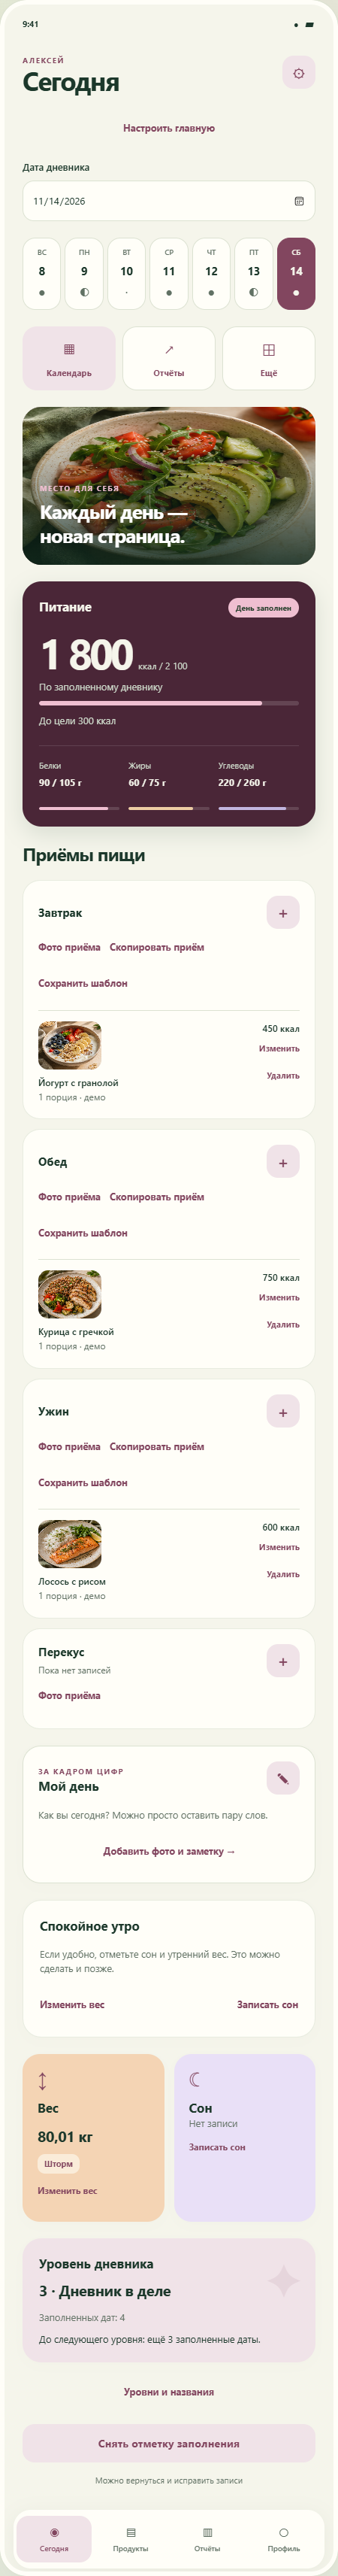 9:41
АЛЕКСЕЙ
Сегодня
Настроить главную
Дата дневника
11/14/2026
ВС ПН ВТ СР ЧТ ПТ СБ
8 9 10 11 12 13 14
Календарь Отчёты Ещё
МЕСТО ДЛЯ СЕБЯ
Каждый день —
новая страница.
Питание День заполнен
1 800 ккал / 2 100
По заполненному дневнику
До цели 300 ккал
Белки Жиры Углеводы
90 / 105 г 60 / 75 г 220 / 260 г
Приёмы пищи
Завтрак +
Фото приёма Скопировать приём
Сохранить шаблон
450 ккал
Изменить
Удалить
Йогурт с гранолой
1 порция · демо
Обед +
Фото приёма Скопировать приём
Сохранить шаблон
750 ккал
Изменить
Удалить
Курица с гречкой
1 порция · демо
Ужин +
Фото приёма Скопировать приём
Сохранить шаблон
600 ккал
Изменить
Удалить
Лосось с рисом
1 порция · демо
Перекус +
Пока нет записей
Фото приёма
ЗА КАДРОМ ЦИФР
Мой день
Как вы сегодня? Можно просто оставить пару слов.
Добавить фото и заметку →
Спокойное утро
Если удобно, отметьте сон и утренний вес. Это можно
сделать и позже.
Изменить вес Записать сон
Вес
80,01 кг
Шторм
Изменить вес
Сон
Нет записи
Записать сон
Уровень дневника
3 · Дневник в деле
Заполненных дат: 4
До следующего уровня: ещё 3 заполненные даты.
Уровни и названия
Снять отметку заполнения
Можно вернуться и исправить записи
Сегодня Продукты Отчёты Профиль